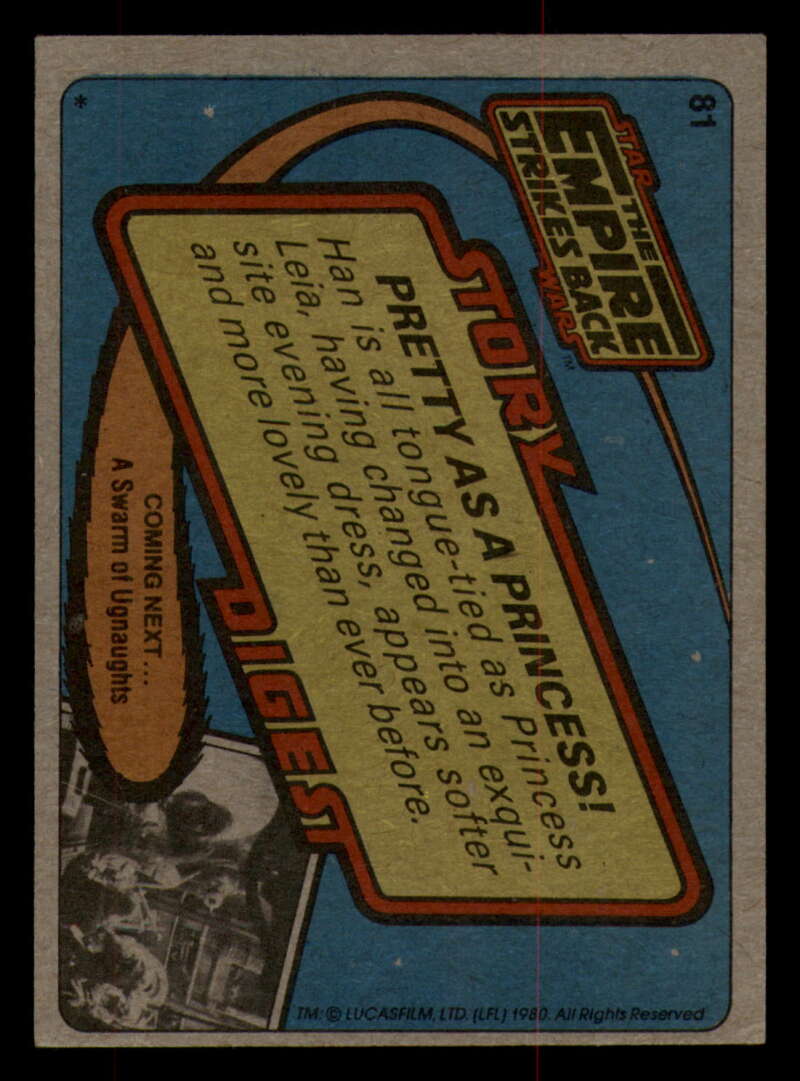 81
STAR
THE
EMPIRE
STRIKES BACK
WARS
TM
STORY
PRETTY AS A PRINCESS!
Han is all tongue-tied as Princess
Leia, having changed into an exqui-
site evening dress, appears softer
and more lovely than ever before.
DIGEST
COMING NEXT...
A Swarm of Ugnaughts
*
TM: © LUCASFILM, LTD. (LFL) 1980. All Rights Reserved